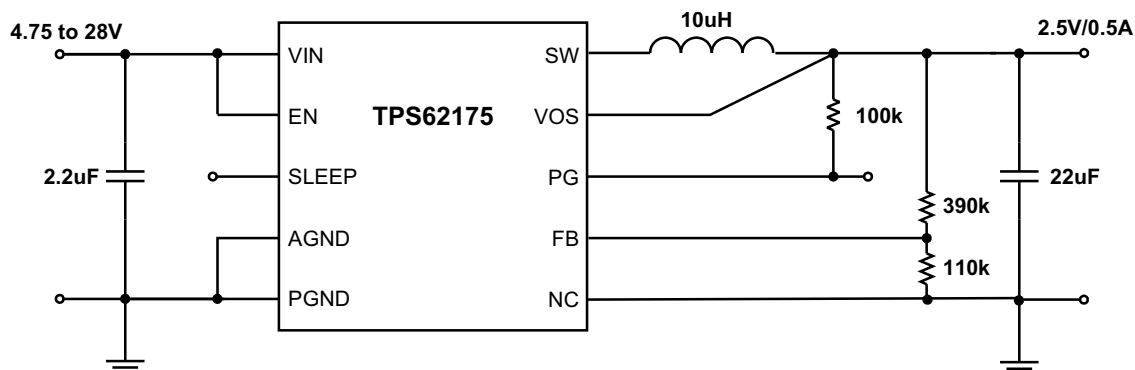 4.75 to 28V
10uH
2.5V/0.5A
VIN
SW
EN
TPS62175
VOS
100k
2.2uF
SLEEP
PG
22uF
390k
AGND
FB
110k
PGND
NC